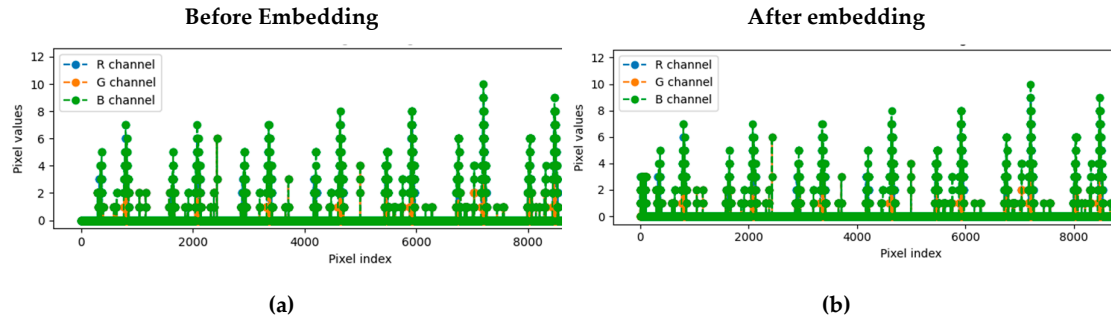 Before Embedding
After embedding
12
10
8
6
4
2
0
Pixel values
R channel
G channel
B channel
0
2000
4000
6000
8000
Pixel index
12
10
8
6
4
2
0
Pixel values
R channel
G channel
B channel
0
2000
4000
6000
8000
Pixel index
(a)
(b)